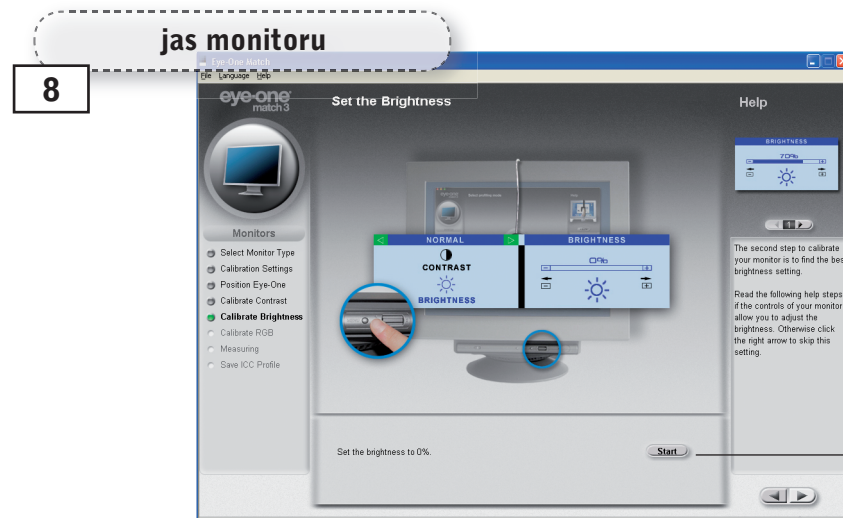 jas monitoru
8
Eye-One Match
File Language Help
eye-one
match 3
Set the Brightness
Help
BRIGHTNESS
70%
1
Monitors
Select Monitor Type
Calibration Settings
Position Eye-One
Calibrate Contrast
Calibrate Brightness
Calibrate RGB
Measuring
Save ICC Profile
NORMAL
CONTRAST
BRIGHTNESS
BRIGHTNESS
0%
The second step to calibrate
your monitor is to find the bes
brightness setting.
Read the following help steps
if the controls of your monitor
allow you to adjust the
brightness. Otherwise click
the right arrow to skip this
setting.
Set the brightness to 0%.
Start